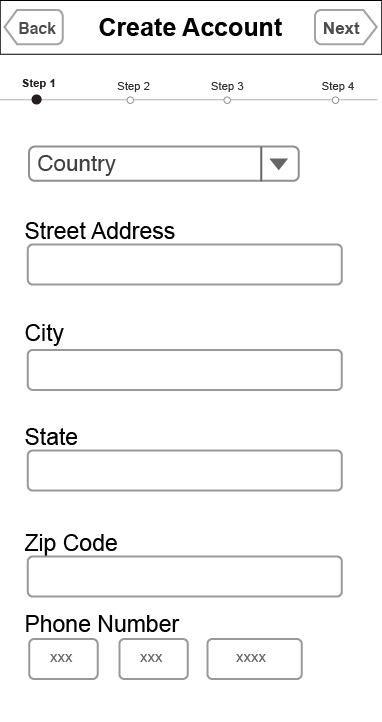 Back Create Account Next
Step 1 Step 2 Step 3 Step 4
Country
Street Address
City
State
Zip Code
Phone Number
xxx xxx xxxx